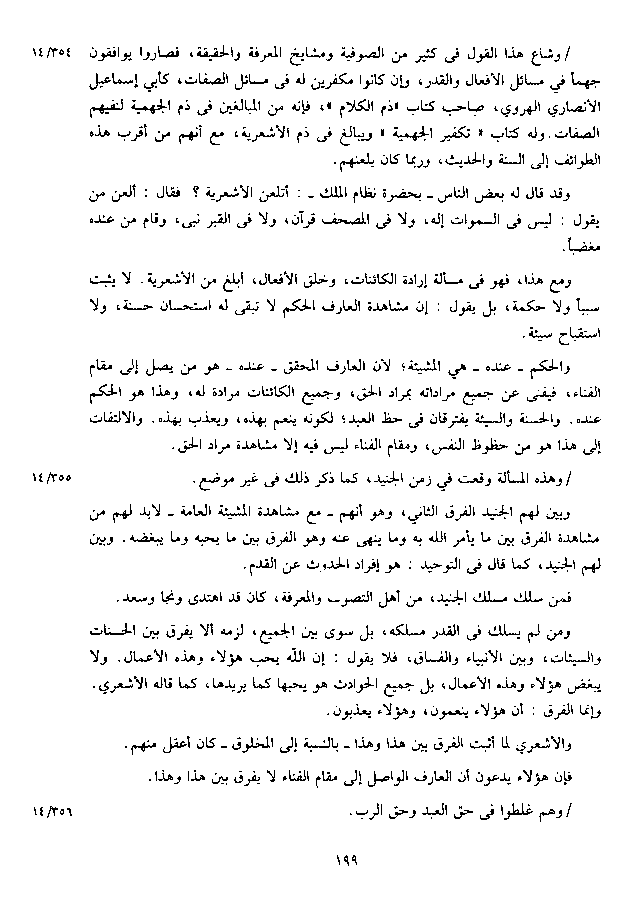 / وشاع هذا القول فى كثير من الصوفية ومشايخ المعرفة والحقيقة، فصاروا يوافقون ١٤/٣٥٤
جهماً في مسائل الأفعال والقدر، وإن كانوا مكفرين له فى مسائل الصفات، كأبي إسماعيل
الأنصاري الهروي، صاحب كتاب «ذم الكلام »، فإنه من المبالغين فى ذم الجهمية لنفيهم
الصفات. وله كتاب « تكفير الجهمية » ويبالغ فى ذم الأشعرية، مع أنهم من أقرب هذه
الطوائف إلى السنة والحديث، وربما كان يلعنهم.
وقد قال له بعض الناس ـ بحضرة نظام الملك ـ : أتلعن الأشعرية ؟ فقال : ألعن من
يقول : ليس فى السموات إله، ولا فى المصحف قرآن، ولا فى القبر نبى، وقام من عنده
مغضباً.
ومع هذا، فهو فى مسألة إرادة الكائنات، وخلق الأفعال، أبلغ من الأشعرية. لا يثبت
سبباً ولا حكمة، بل يقول : إن مشاهدة العارف الحكم لا تبقى له استحسان حسنة، ولا
استقباح سيئة.
والحكم ـ عنده ـ هي المشيئة؛ لأن العارف المحقق ـ عنده ـ هو من يصل إلى مقام
الفناء، فيفنى عن جميع مراداته بمراد الحق، وجميع الكائنات مرادة له، وهذا هو الحكم
عنده. والحسنة والسيئة يفترقان فى حظ العبد؛ لكونه ينعم بهذه، ويعذب بهذه. والالتفات
إلى هذا هو من حظوظ النفس، ومقام الفناء ليس فيه إلا مشاهدة مراد الحق.
/ وهذه المسألة وقعت في زمن الجنيد، كما ذكر ذلك فى غير موضع. ١٤/٣٥٥
وبين لهم الجنيد الفرق الثاني، وهو أنهم ـ مع مشاهدة المشيئة العامة ـ لابد لهم من
مشاهدة الفرق بين ما يأمر الله به وما ينهى عنه وهو الفرق بين ما يحبه وما يبغضه. وبين
لهم الجنيد، كما قال فى التوحيد : هو إفراد الحدوث عن القدم.
فمن سلك مسلك الجنيد، من أهل التصوف والمعرفة، كان قد اهتدى ونجا وسعد.
ومن لم يسلك فى القدر مسلكه، بل سوى بين الجميع، لزمه ألا يفرق بين الحسنات
والسيئات، وبين الأنبياء والفساق، فلا يقول : إن الله يحب هؤلاء وهذه الأعمال. ولا
يبغض هؤلاء وهذه الأعمال، بل جميع الحوادث هو يحبها كما يريدها، كما قاله الأشعري.
وإنما الفرق : أن هؤلاء ينعمون، وهؤلاء يعذبون.
والأشعري لما أثبت الفرق بين هذا وهذا ـ بالنسبة إلى المخلوق ـ كان أعقل منهم.
فإن هؤلاء يدعون أن العارف الواصل إلى مقام الفناء لا يفرق بين هذا وهذا.
/ وهم غلطوا فى حق العبد وحق الرب. ١٤/٣٥٦
١٩٩